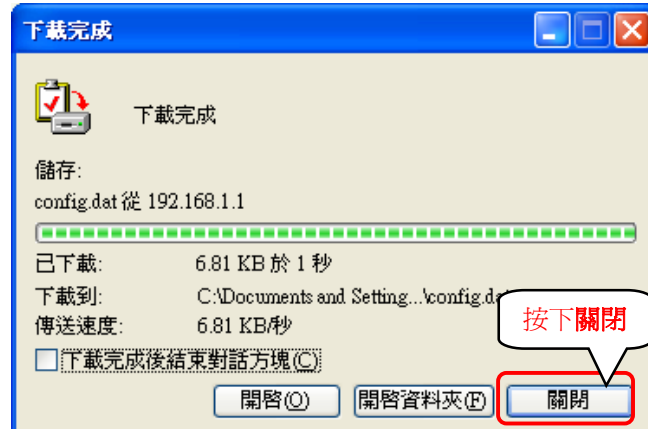 下載完成
下載完成
儲存:
config.dat 從 192.168.1.1
已下載: 6.81 KB 於 1 秒
下載到: C:\Documents and Setting...\config.da
傳送速度: 6.81 KB/秒
按下關閉
下載完成後結束對話方塊(C)
開啟(O) 開啟資料夾(F) 關閉